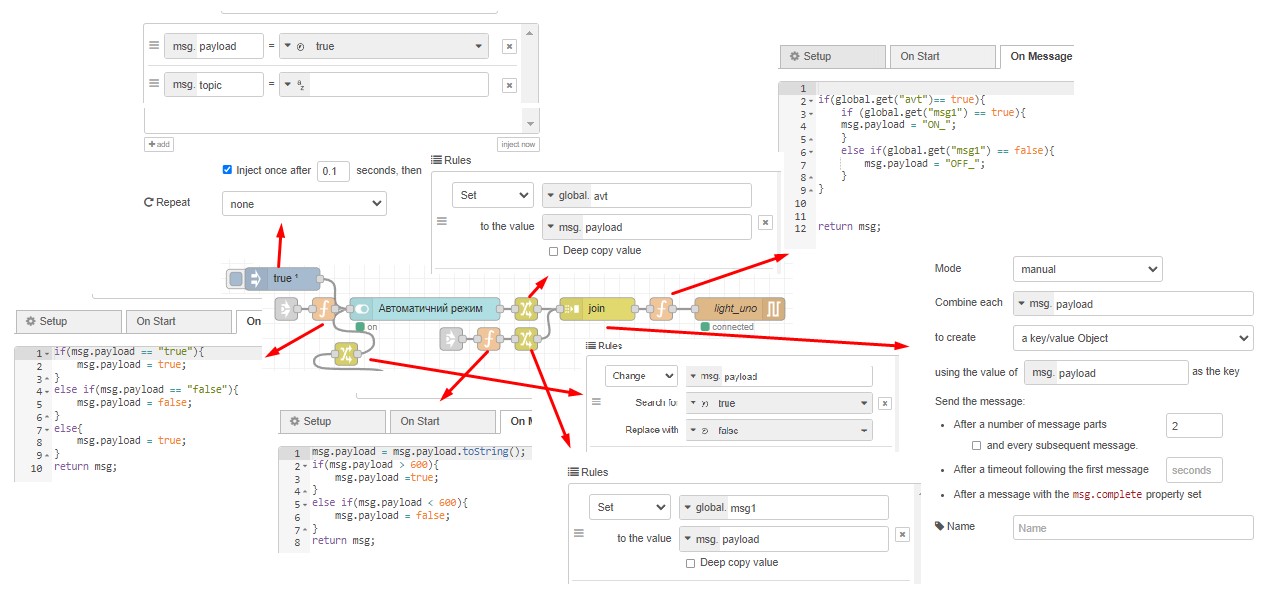 msg. payload = true
msg. topic = a z
add
inject now
Inject once after 0.1 seconds, then
Repeat none
Rules
Set global. avt
to the value msg. payload
Deep copy value
Setup On Start On Message
1
2 if(global.get("avt")== true){
3 if (global.get("msg1") == true){
4 msg.payload = "ON_";
5 }
6 else if(global.get("msg1") == false){
7 msg.payload = "OFF_";
8 }
9 }
10
11
12 return msg;
true ¹
Автоматичний режим
on
join
light_uno
connected
Setup On Start On
1 if(msg.payload == "true"){
2 msg.payload = true;
3 }
4 else if(msg.payload == "false"){
5 msg.payload = false;
6 }
7 else{
8 msg.payload = true;
9 }
10 return msg;
Setup On Start On M
1 msg.payload = msg.payload.toString();
2 if(msg.payload > 600){
3 msg.payload =true;
4 }
5 else if(msg.payload < 600){
6 msg.payload = false;
7 }
8 return msg;
Rules
Change msg. payload
Search for true
Replace with false
Rules
Set global. msg1
to the value msg. payload
Deep copy value
Mode manual
Combine each msg. payload
to create a key/value Object
using the value of msg. payload as the key
Send the message:
• After a number of message parts 2
and every subsequent message.
• After a timeout following the first message seconds
• After a message with the msg.complete property set
Name Name